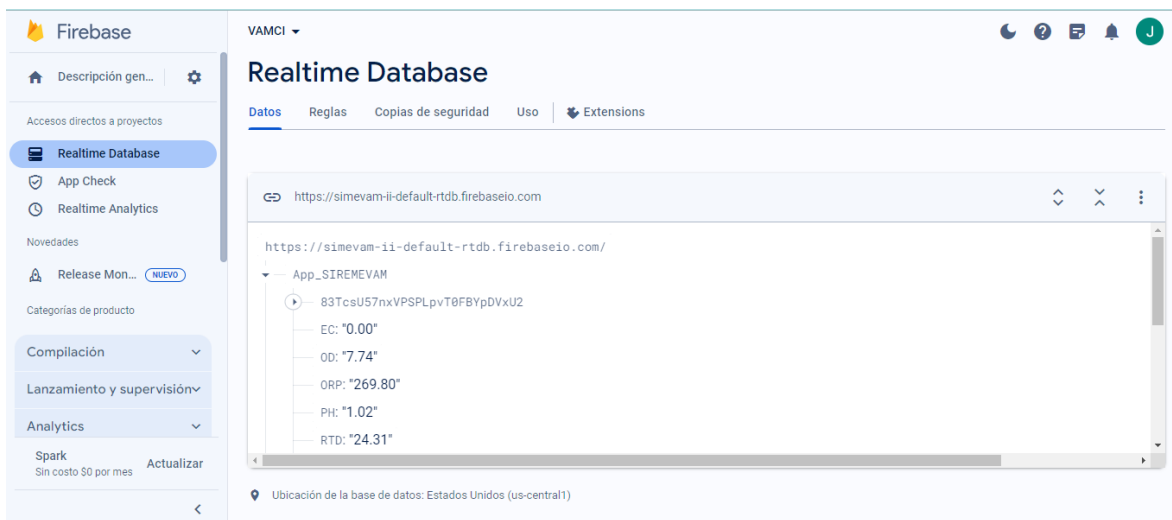 Firebase
Descripción gen...
Accesos directos a proyectos
Realtime Database
App Check
Realtime Analytics
Novedades
Release Mon... NUEVO
Categorías de producto
Compilación
Lanzamiento y supervisión
Analytics
Spark
Sin costo $0 por mes
Actualizar
VAMCI
J
Realtime Database
Datos Reglas Copias de seguridad Uso Extensions
https://simevam-ii-default-rtdb.firebaseio.com
https://simevam-ii-default-rtdb.firebaseio.com/
App_SIREMEVAM
83TcsU57nxVPSPLpvT0FBYpDVxU2
EC: "0.00"
OD: "7.74"
ORP: "269.80"
PH: "1.02"
RTD: "24.31"
Ubicación de la base de datos: Estados Unidos (us-central1)